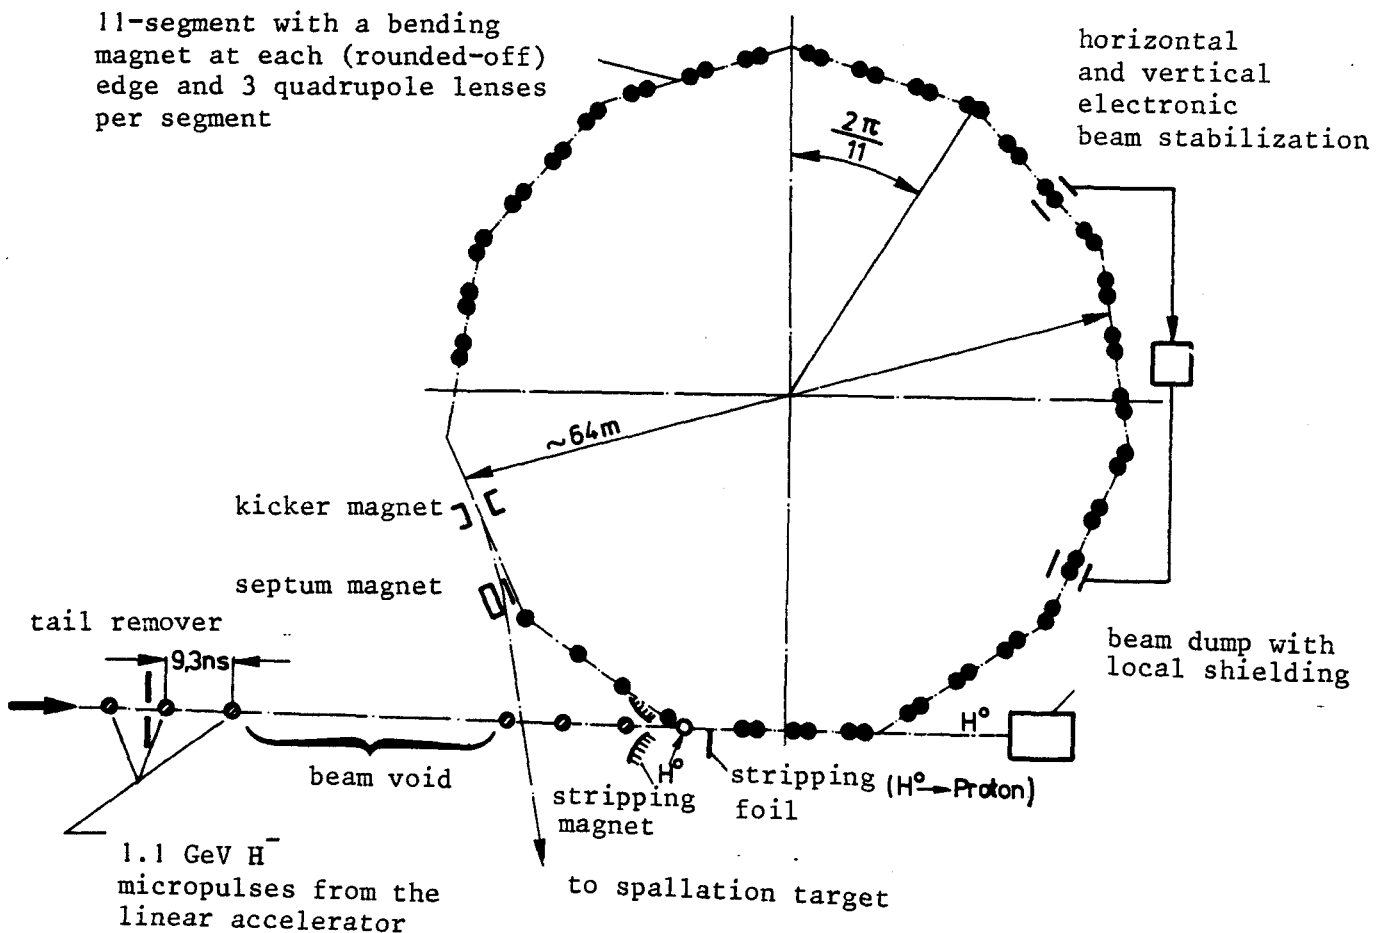 11-segment with a bending
magnet at each (rounded-off)
edge and 3 quadrupole lenses
per segment
horizontal
and vertical
electronic
beam stabilization
2π
11
~64m
kicker magnet
septum magnet
tail remover
9,3ns
beam void
1.1 GeV H⁻
micropulses from the
linear accelerator
H°
stripping
magnet
stripping
foil
(H°→Proton)
H°
beam dump with
local shielding
to spallation target